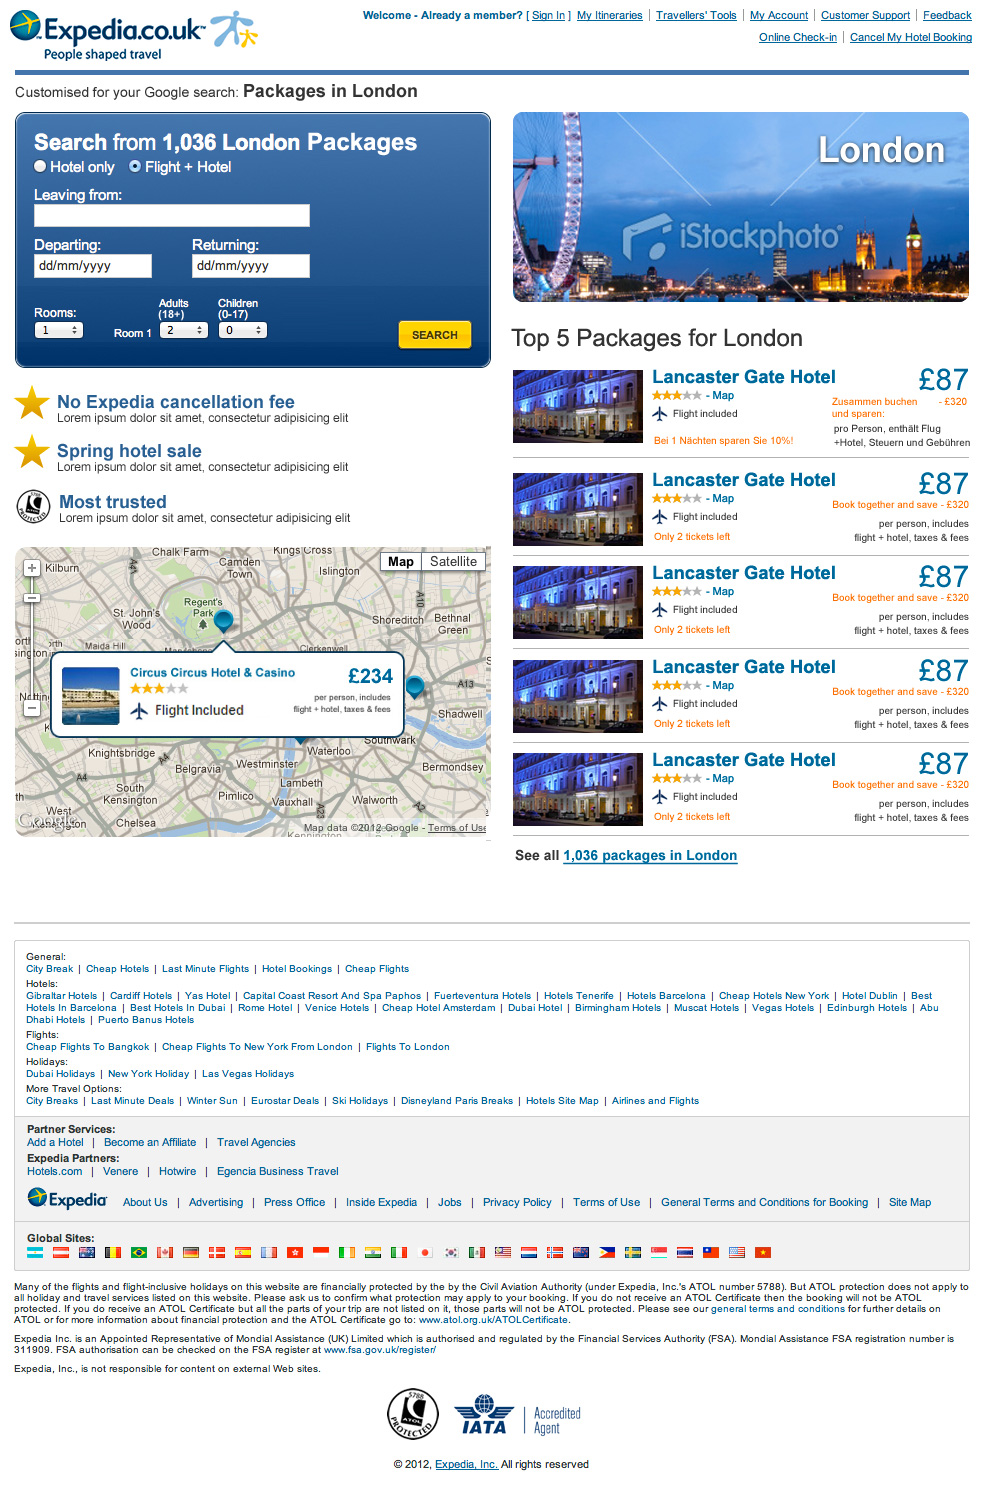 Expedia.co.uk™
People shaped travel
Welcome - Already a member? [ Sign In ] My Itineraries | Travellers' Tools | My Account | Customer Support | Feedback
Online Check-in | Cancel My Hotel Booking
Customised for your Google search: Packages in London
Search from 1,036 London Packages
Hotel only Flight + Hotel
Leaving from:
Departing: Returning:
dd/mm/yyyy dd/mm/yyyy
Rooms: Adults (18+) Children (0-17)
1 Room 1 2 0
SEARCH
No Expedia cancellation fee
Lorem ipsum dolor sit amet, consectetur adipisicing elit
Spring hotel sale
Lorem ipsum dolor sit amet, consectetur adipisicing elit
Most trusted
Lorem ipsum dolor sit amet, consectetur adipisicing elit
Map Satellite
Chalk Farm
Kings Cross
Kilburn
Camden Town
Islington
A41
A10
Regent's Park
St. John's Wood
Shoreditch
Bethnal Green
Maida Hill
Clerkenwell
Circus Circus Hotel & Casino £234
per person, includes
Flight Included flight + hotel, taxes & fees
A13
Shadwell
Southwark
Knightsbridge
Waterloo
A4
Belgravia
Westminster
Bermondsey
A4
South Kensington
Lambeth
Pimlico
Vauxhall
Walworth
A23
A2
West Kensington
Chelsea
Kennington
Google
Map data ©2012 Google - Terms of Use
London
iStockphoto®
Top 5 Packages for London
Lancaster Gate Hotel £87
- Map Zusammen buchen - £320
Flight included und sparen:
pro Person, enthält Flug
Bei 1 Nächten sparen Sie 10%! +Hotel, Steuern und Gebühren
Lancaster Gate Hotel £87
- Map Book together and save - £320
Flight included per person, includes
Only 2 tickets left flight + hotel, taxes & fees
Lancaster Gate Hotel £87
- Map Book together and save - £320
Flight included per person, includes
Only 2 tickets left flight + hotel, taxes & fees
Lancaster Gate Hotel £87
- Map Book together and save - £320
Flight included per person, includes
Only 2 tickets left flight + hotel, taxes & fees
Lancaster Gate Hotel £87
- Map Book together and save - £320
Flight included per person, includes
Only 2 tickets left flight + hotel, taxes & fees
See all 1,036 packages in London
General:
City Break | Cheap Hotels | Last Minute Flights | Hotel Bookings | Cheap Flights
Hotels:
Gibraltar Hotels | Cardiff Hotels | Yas Hotel | Capital Coast Resort And Spa Paphos | Fuerteventura Hotels | Hotels Tenerife | Hotels Barcelona | Cheap Hotels New York | Hotel Dublin | Best
Hotels In Barcelona | Best Hotels In Dubai | Rome Hotel | Venice Hotels | Cheap Hotel Amsterdam | Dubai Hotel | Birmingham Hotels | Muscat Hotels | Vegas Hotels | Edinburgh Hotels | Abu
Dhabi Hotels | Puerto Banus Hotels
Flights:
Cheap Flights To Bangkok | Cheap Flights To New York From London | Flights To London
Holidays:
Dubai Holidays | New York Holiday | Las Vegas Holidays
More Travel Options:
City Breaks | Last Minute Deals | Winter Sun | Eurostar Deals | Ski Holidays | Disneyland Paris Breaks | Hotels Site Map | Airlines and Flights
Partner Services:
Add a Hotel | Become an Affiliate | Travel Agencies
Expedia Partners:
Hotels.com | Venere | Hotwire | Egencia Business Travel
Expedia About Us | Advertising | Press Office | Inside Expedia | Jobs | Privacy Policy | Terms of Use | General Terms and Conditions for Booking | Site Map
Global Sites:
Many of the flights and flight-inclusive holidays on this website are financially protected by the by the Civil Aviation Authority (under Expedia, Inc.'s ATOL number 5788). But ATOL protection does not apply to
all holiday and travel services listed on this website. Please ask us to confirm what protection may apply to your booking. If you do not receive an ATOL Certificate then the booking will not be ATOL
protected. If you do receive an ATOL Certificate but all the parts of your trip are not listed on it, those parts will not be ATOL protected. Please see our general terms and conditions for further details on
ATOL or for more information about financial protection and the ATOL Certificate go to: www.atol.org.uk/ATOLCertificate.
Expedia Inc. is an Appointed Representative of Mondial Assistance (UK) Limited which is authorised and regulated by the Financial Services Authority (FSA). Mondial Assistance FSA registration number is
311909. FSA authorisation can be checked on the FSA register at www.fsa.gov.uk/register/
Expedia, Inc., is not responsible for content on external Web sites.
5788 ATOL PROTECTED
IATA Accredited Agent
© 2012, Expedia, Inc. All rights reserved